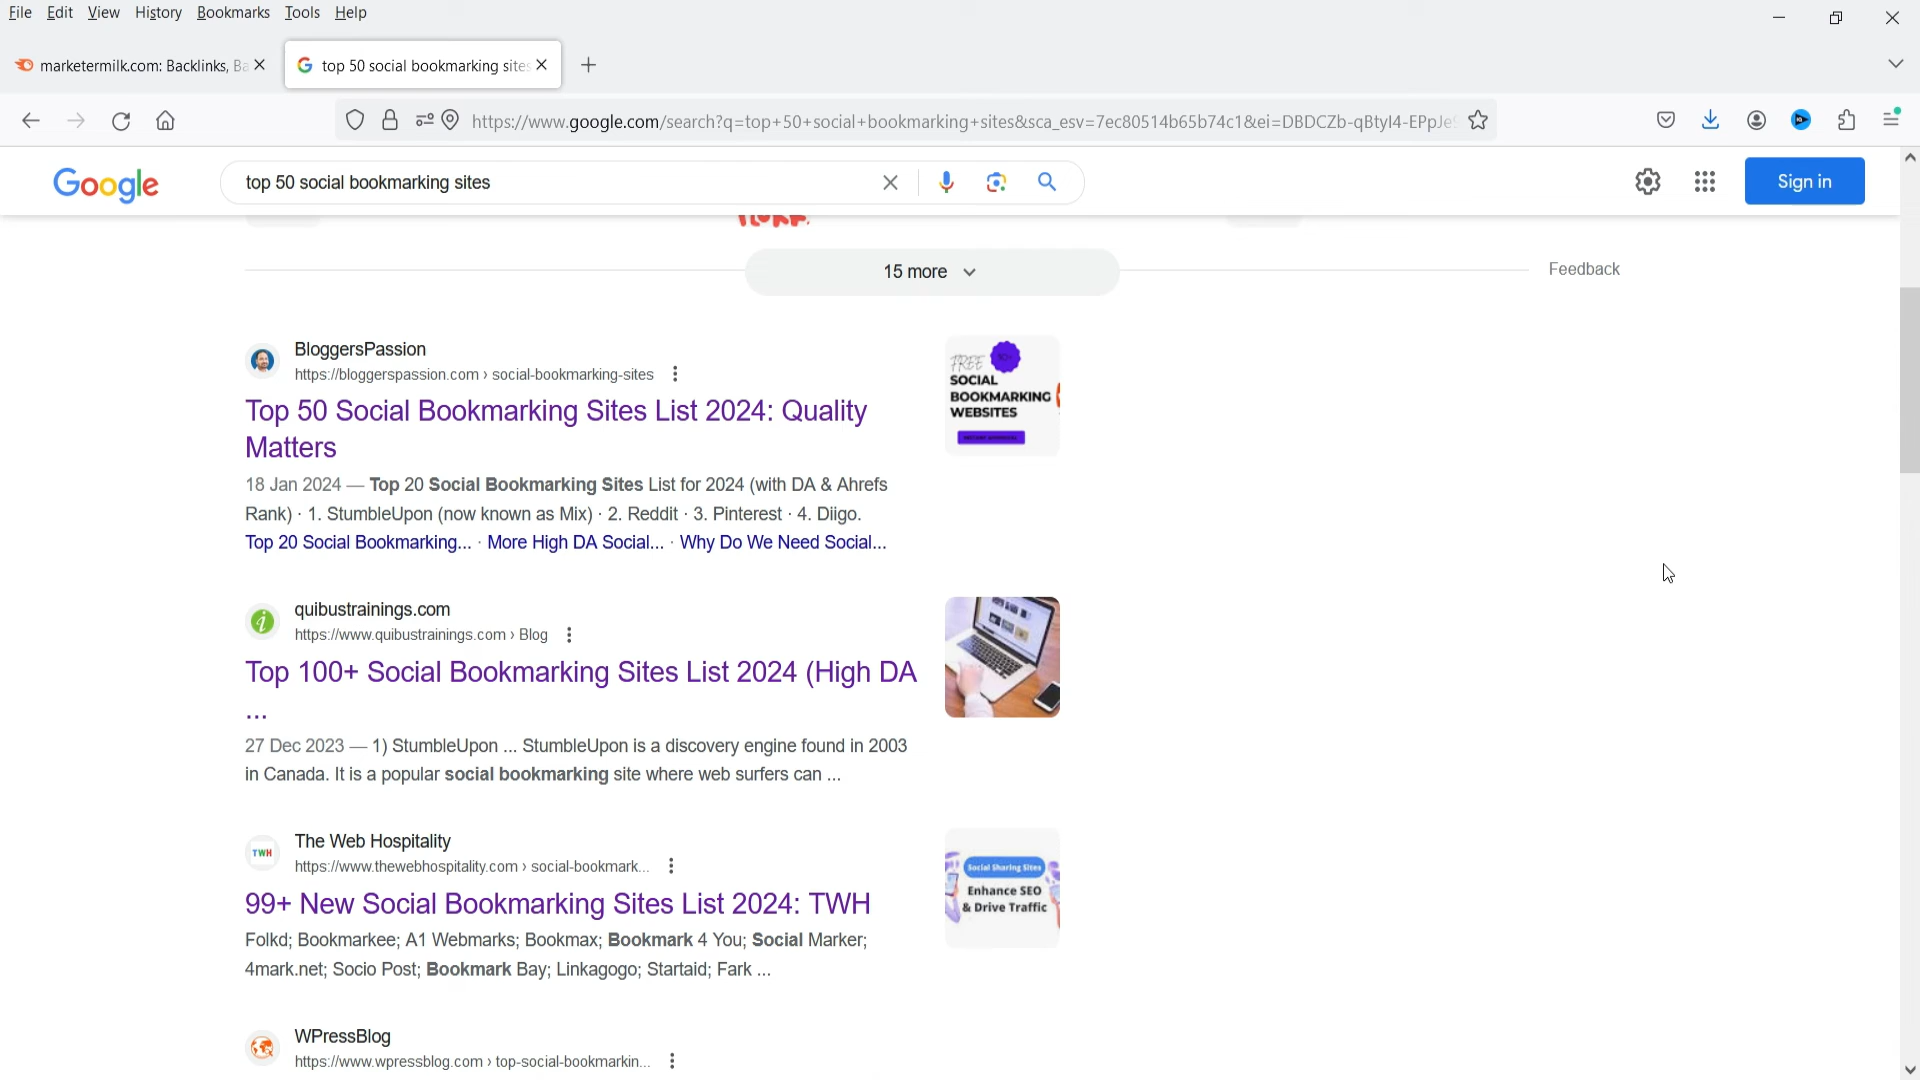 File Edit View History Bookmarks Tools Help
marketermilk.com: Backlinks, Ba
top 50 social bookmarking sites
https://www.google.com/search?q=top+50+social+bookmarking+sites&sca_esv=7ec80514b65b74c1&ei=DBDCZb-qBtyI4-EPpJe
Google
top 50 social bookmarking sites
Sign in
15 more
Feedback
BloggersPassion
https://bloggerspassion.com › social-bookmarking-sites
Top 50 Social Bookmarking Sites List 2024: Quality
Matters
18 Jan 2024 — Top 20 Social Bookmarking Sites List for 2024 (with DA & Ahrefs
Rank) · 1. StumbleUpon (now known as Mix) · 2. Reddit · 3. Pinterest · 4. Diigo.
Top 20 Social Bookmarking... · More High DA Social... · Why Do We Need Social...
FREE
SOCIAL
BOOKMARKING
WEBSITES
quibustrainings.com
https://www.quibustrainings.com › Blog
Top 100+ Social Bookmarking Sites List 2024 (High DA
...
27 Dec 2023 — 1) StumbleUpon ... StumbleUpon is a discovery engine found in 2003
in Canada. It is a popular social bookmarking site where web surfers can ...
TWH
The Web Hospitality
https://www.thewebhospitality.com › social-bookmark...
99+ New Social Bookmarking Sites List 2024: TWH
Folkd; Bookmarkee; A1 Webmarks; Bookmax; Bookmark 4 You; Social Marker;
4mark.net; Socio Post; Bookmark Bay; Linkagogo; Startaid; Fark ...
Social Sharing Sites
Enhance SEO
& Drive Traffic
WPressBlog
https://www.wpressblog.com › top-social-bookmarkin...